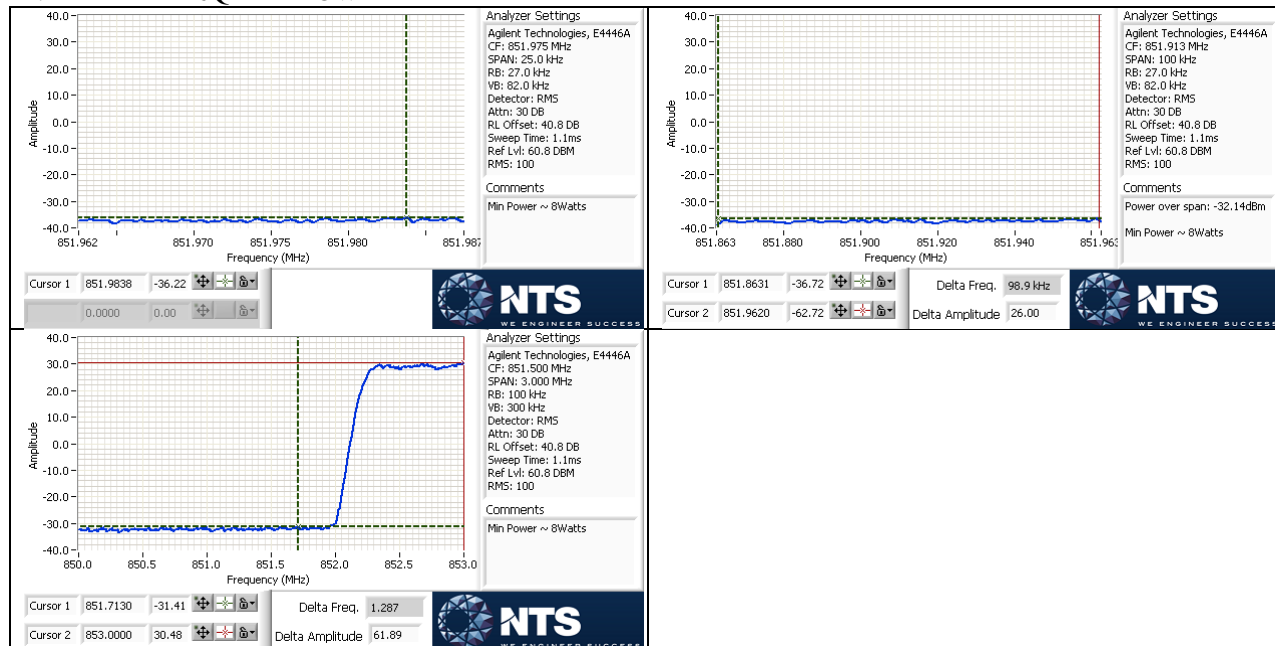 40.0
30.0
20.0
10.0
0.0
-10.0
-20.0
-30.0
-40.0
Amplitude
851.962 851.970 851.975 851.980 851.987
Frequency (MHz)
Analyzer Settings
Agilent Technologies, E4446A
CF: 851.975 MHz
SPAN: 25.0 kHz
RB: 27.0 kHz
VB: 82.0 kHz
Detector: RMS
Attn: 30 DB
RL Offset: 40.8 DB
Sweep Time: 1.1ms
Ref Lvl: 60.8 DBM
RMS: 100
Comments
Min Power ~ 8Watts
Cursor 1 851.9838 -36.22
0.0000 0.00
NTS
WE ENGINEER SUCCESS
40.0
30.0
20.0
10.0
0.0
-10.0
-20.0
-30.0
-40.0
Amplitude
851.863 851.880 851.900 851.920 851.940 851.963
Frequency (MHz)
Analyzer Settings
Agilent Technologies, E4446A
CF: 851.913 MHz
SPAN: 100 kHz
RB: 27.0 kHz
VB: 82.0 kHz
Detector: RMS
Attn: 30 DB
RL Offset: 40.8 DB
Sweep Time: 1.1ms
Ref Lvl: 60.8 DBM
RMS: 100
Comments
Power over span: -32.14dBm
Min Power ~ 8Watts
Cursor 1 851.8631 -36.72
Cursor 2 851.9620 -62.72
Delta Freq. 98.9 kHz
Delta Amplitude 26.00
NTS
WE ENGINEER SUCCESS
40.0
30.0
20.0
10.0
0.0
-10.0
-20.0
-30.0
-40.0
Amplitude
850.0 850.5 851.0 851.5 852.0 852.5 853.0
Frequency (MHz)
Analyzer Settings
Agilent Technologies, E4446A
CF: 851.500 MHz
SPAN: 3.000 MHz
RB: 100 kHz
VB: 300 kHz
Detector: RMS
Attn: 30 DB
RL Offset: 40.8 DB
Sweep Time: 1.1ms
Ref Lvl: 60.8 DBM
RMS: 100
Comments
Min Power ~ 8Watts
Cursor 1 851.7130 -31.41
Cursor 2 853.0000 30.48
Delta Freq. 1.287
Delta Amplitude 61.89
NTS
WE ENGINEER SUCCESS